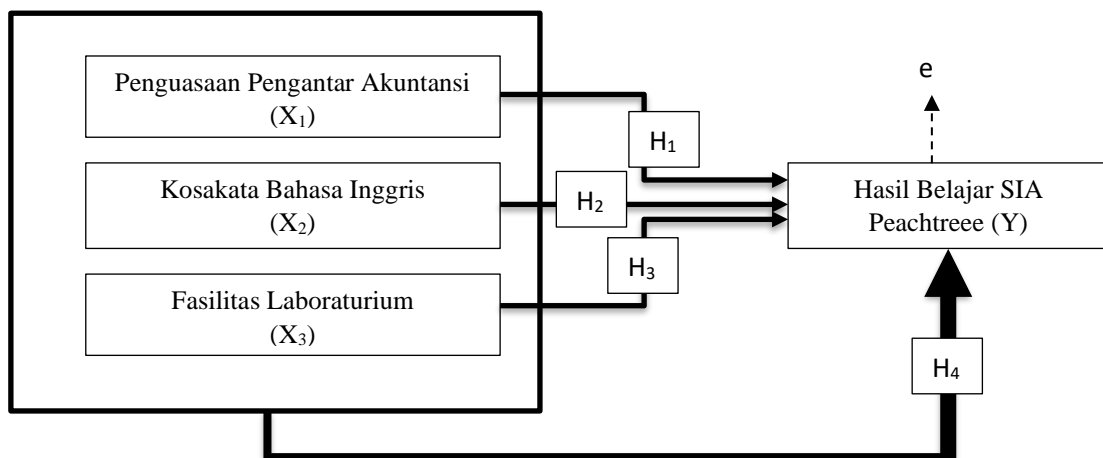 Penguasaan Pengantar Akuntansi
(X₁)
Kosakata Bahasa Inggris
(X₂)
Fasilitas Laboraturium
(X₃)
H₁
H₂
H₃
e
Hasil Belajar SIA
Peachtreee (Y)
H₄